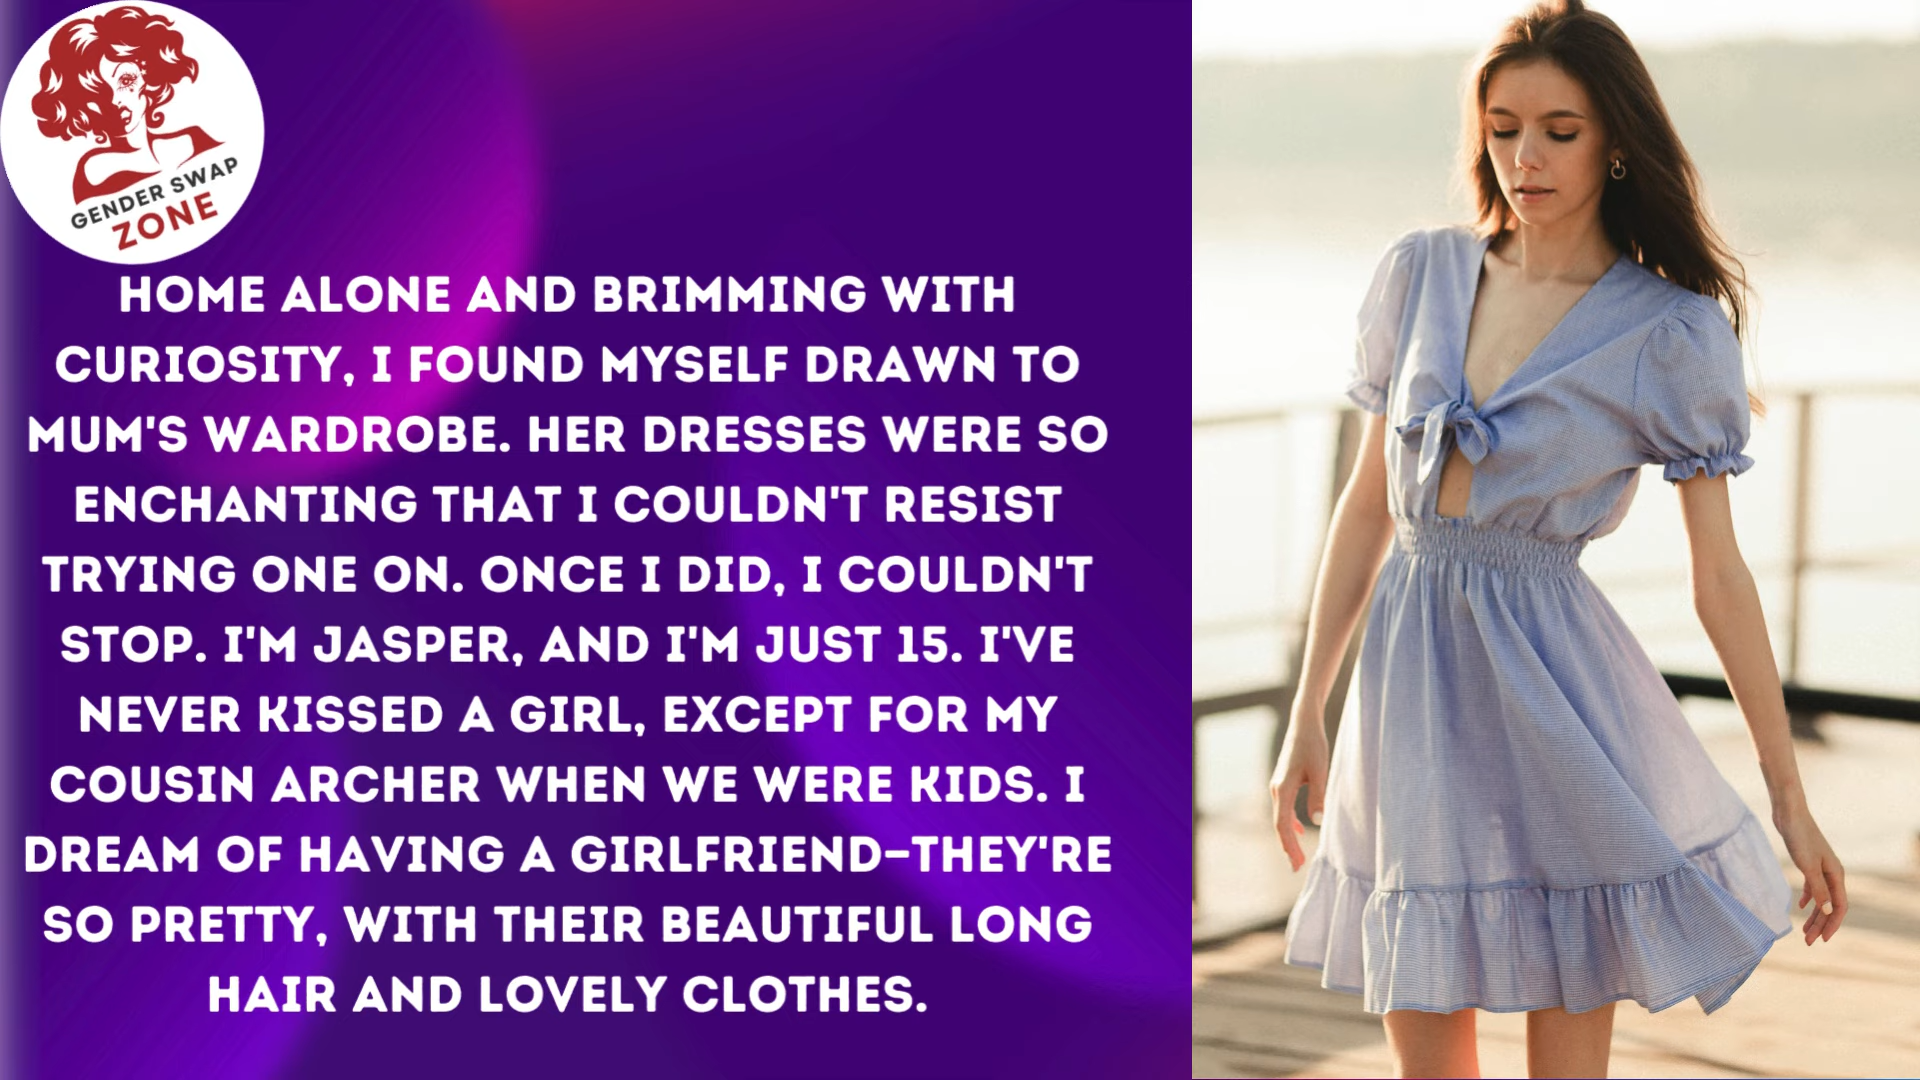 GENDER SWAP
ZONE
HOME ALONE AND BRIMMING WITH
CURIOSITY, I FOUND MYSELF DRAWN TO
MUM'S WARDROBE. HER DRESSES WERE SO
ENCHANTING THAT I COULDN'T RESIST
TRYING ONE ON. ONCE I DID, I COULDN'T
STOP. I'M JASPER, AND I'M JUST 15. I'VE
NEVER KISSED A GIRL, EXCEPT FOR MY
COUSIN ARCHER WHEN WE WERE KIDS. I
DREAM OF HAVING A GIRLFRIEND—THEY'RE
SO PRETTY, WITH THEIR BEAUTIFUL LONG
HAIR AND LOVELY CLOTHES.